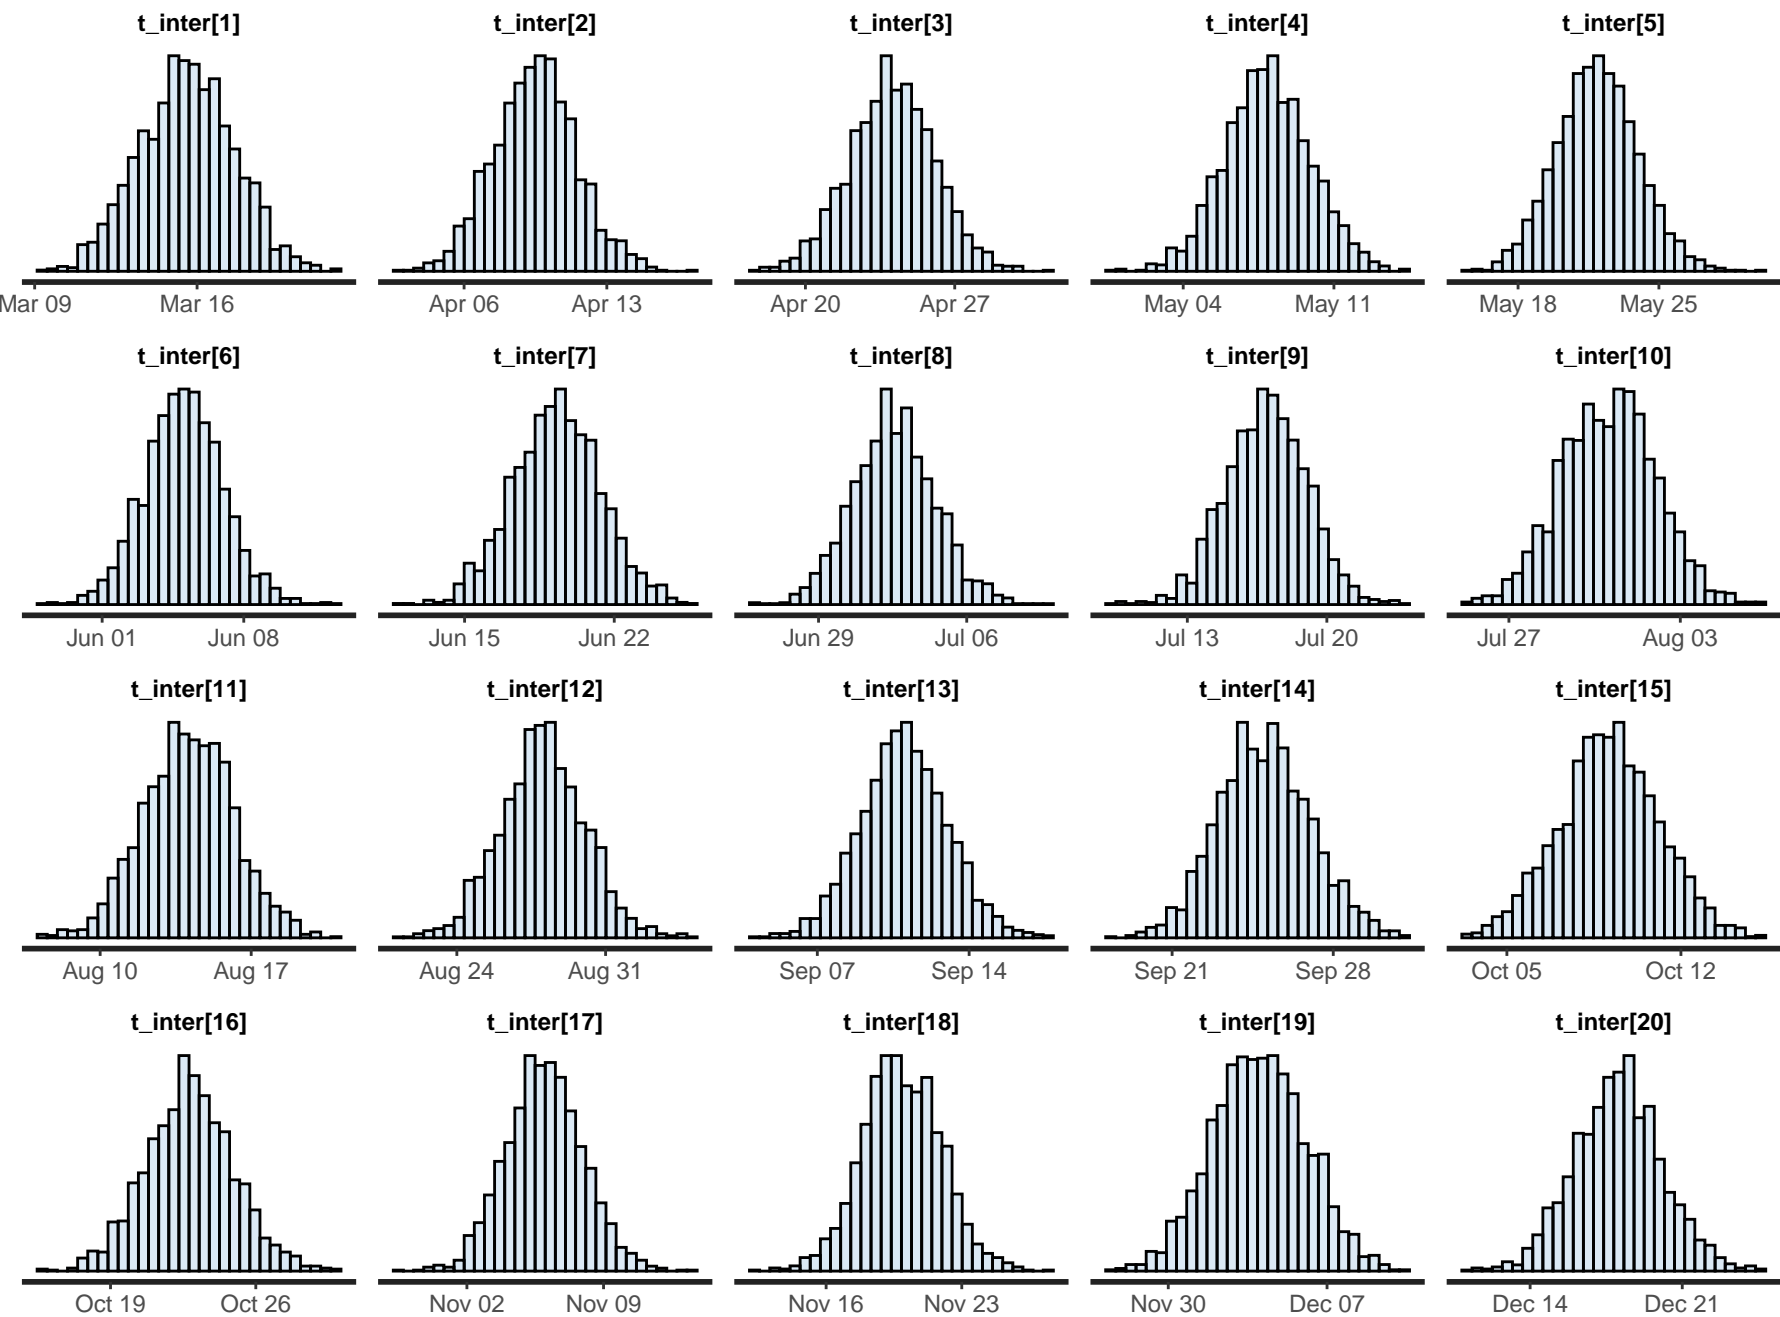 t_inter[1] t_inter[2] t_inter[3] t_inter[4] t_inter[5]
Mar 09 Mar 16 Apr 06 Apr 13 Apr 20 Apr 27 May 04 May 11 May 18 May 25
t_inter[6] t_inter[7] t_inter[8] t_inter[9] t_inter[10]
Jun 01 Jun 08 Jun 15 Jun 22 Jun 29 Jul 06 Jul 13 Jul 20 Jul 27 Aug 03
t_inter[11] t_inter[12] t_inter[13] t_inter[14] t_inter[15]
Aug 10 Aug 17 Aug 24 Aug 31 Sep 07 Sep 14 Sep 21 Sep 28 Oct 05 Oct 12
t_inter[16] t_inter[17] t_inter[18] t_inter[19] t_inter[20]
Oct 19 Oct 26 Nov 02 Nov 09 Nov 16 Nov 23 Nov 30 Dec 07 Dec 14 Dec 21